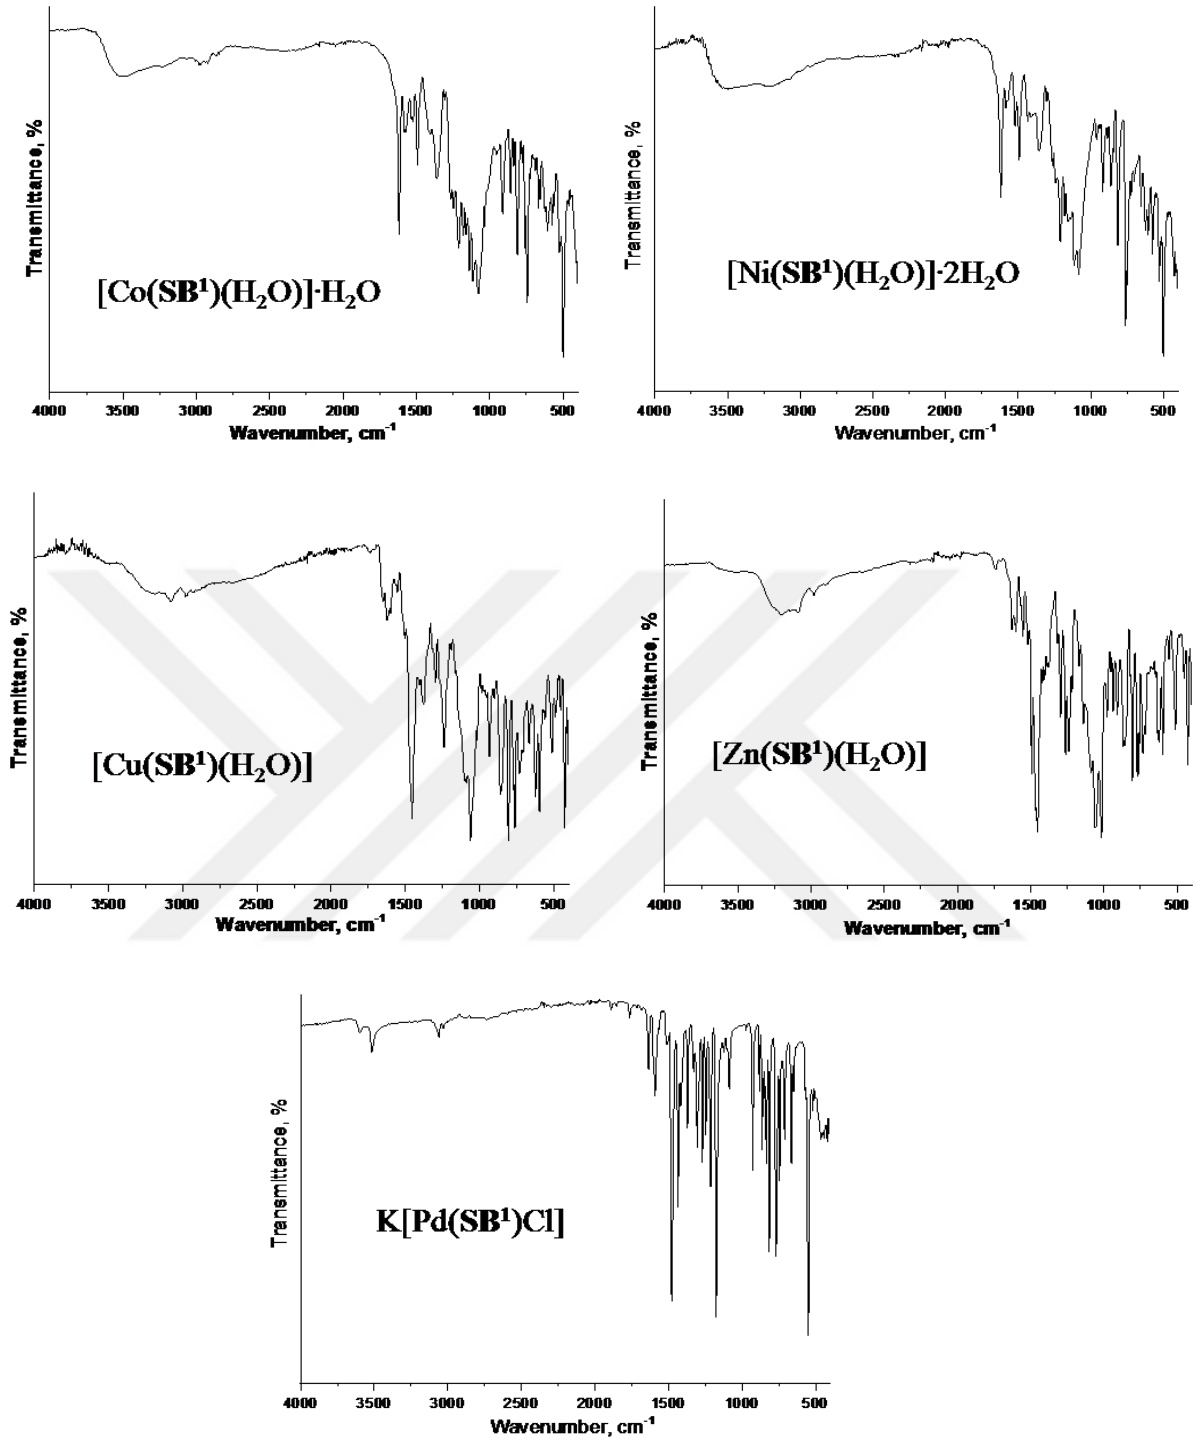 Transmittance, %
[Co(SB¹)(H₂O)]·H₂O
4000 3500 3000 2500 2000 1500 1000 500
Wavenumber, cm⁻¹
Transmittance, %
[Ni(SB¹)(H₂O)]·2H₂O
4000 3500 3000 2500 2000 1500 1000 500
Wavenumber, cm⁻¹
Transmittance, %
[Cu(SB¹)(H₂O)]
4000 3500 3000 2500 2000 1500 1000 500
Wavenumber, cm⁻¹
Transmittance, %
[Zn(SB¹)(H₂O)]
4000 3500 3000 2500 2000 1500 1000 500
Wavenumber, cm⁻¹
Transmittance, %
K[Pd(SB¹)Cl]
4000 3500 3000 2500 2000 1500 1000 500
Wavenumber, cm⁻¹